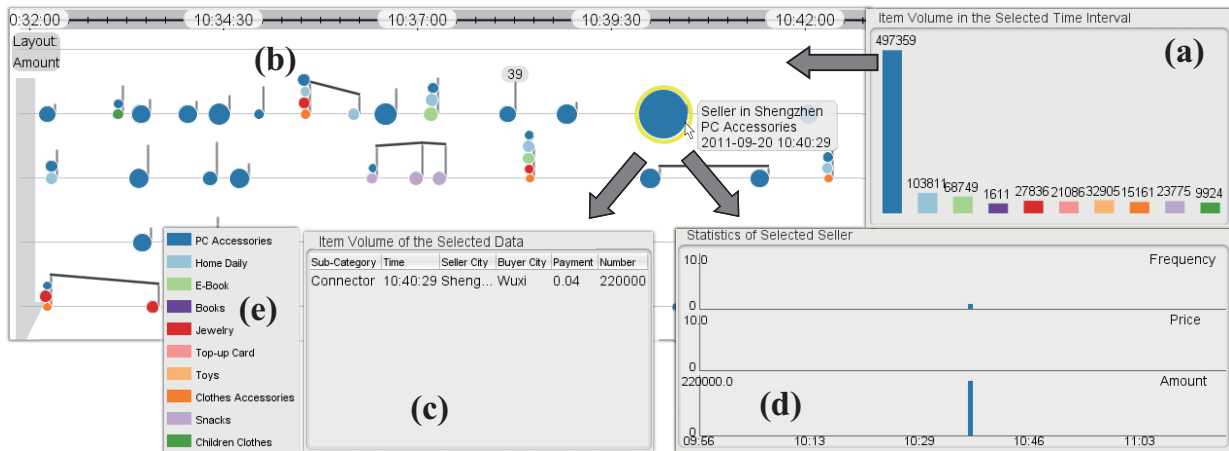 0:32:00 10:34:30 10:37:00 10:39:30 10:42:00
Layout:
Amount
(b)
39
Seller in Shengzhen
PC Accessories
2011-09-20 10:40:29
Item Volume in the Selected Time Interval
497359
(a)
103811 68749 1611 27836 21086 32905 15161 23775 9924
PC Accessories
Home Daily
E-Book
Books
Jewelry
Top-up Card
Toys
Clothes Accessories
Snacks
Children Clothes
(e)
Item Volume of the Selected Data
Sub-Category Time Seller City Buyer City Payment Number
Connector 10:40:29 Sheng... Wuxi 0.04 220000
(c)
Statistics of Selected Seller
10.0 Frequency
0
10.0 Price
0
220000.0 Amount
(d)
0
09:56 10:13 10:29 10:46 11:03